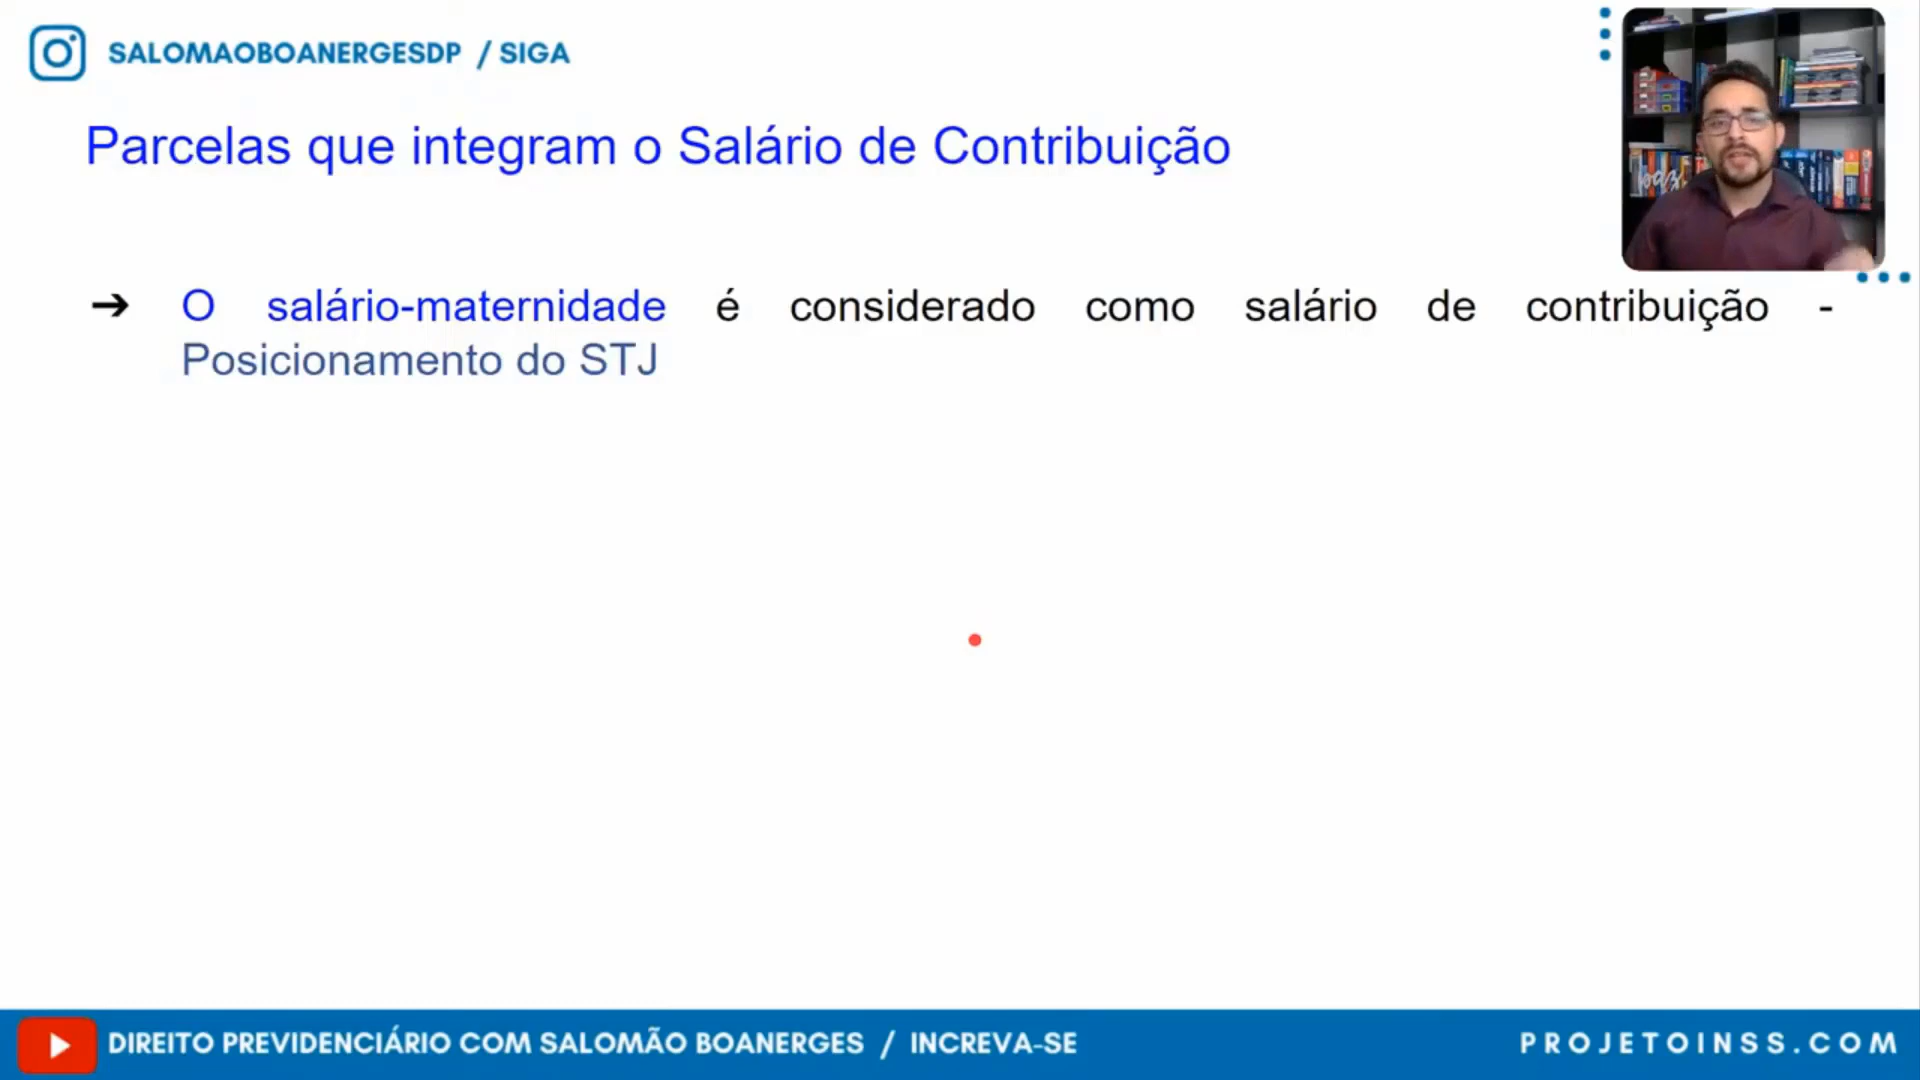 SALOMAOBOANERGESDP / SIGA
Parcelas que integram o Salário de Contribuição
➔ O salário-maternidade é considerado como salário de contribuição -
Posicionamento do STJ
DIREITO PREVIDENCIÁRIO COM SALOMÃO BOANERGES / INCREVA-SE
PROJETOINSS.COM